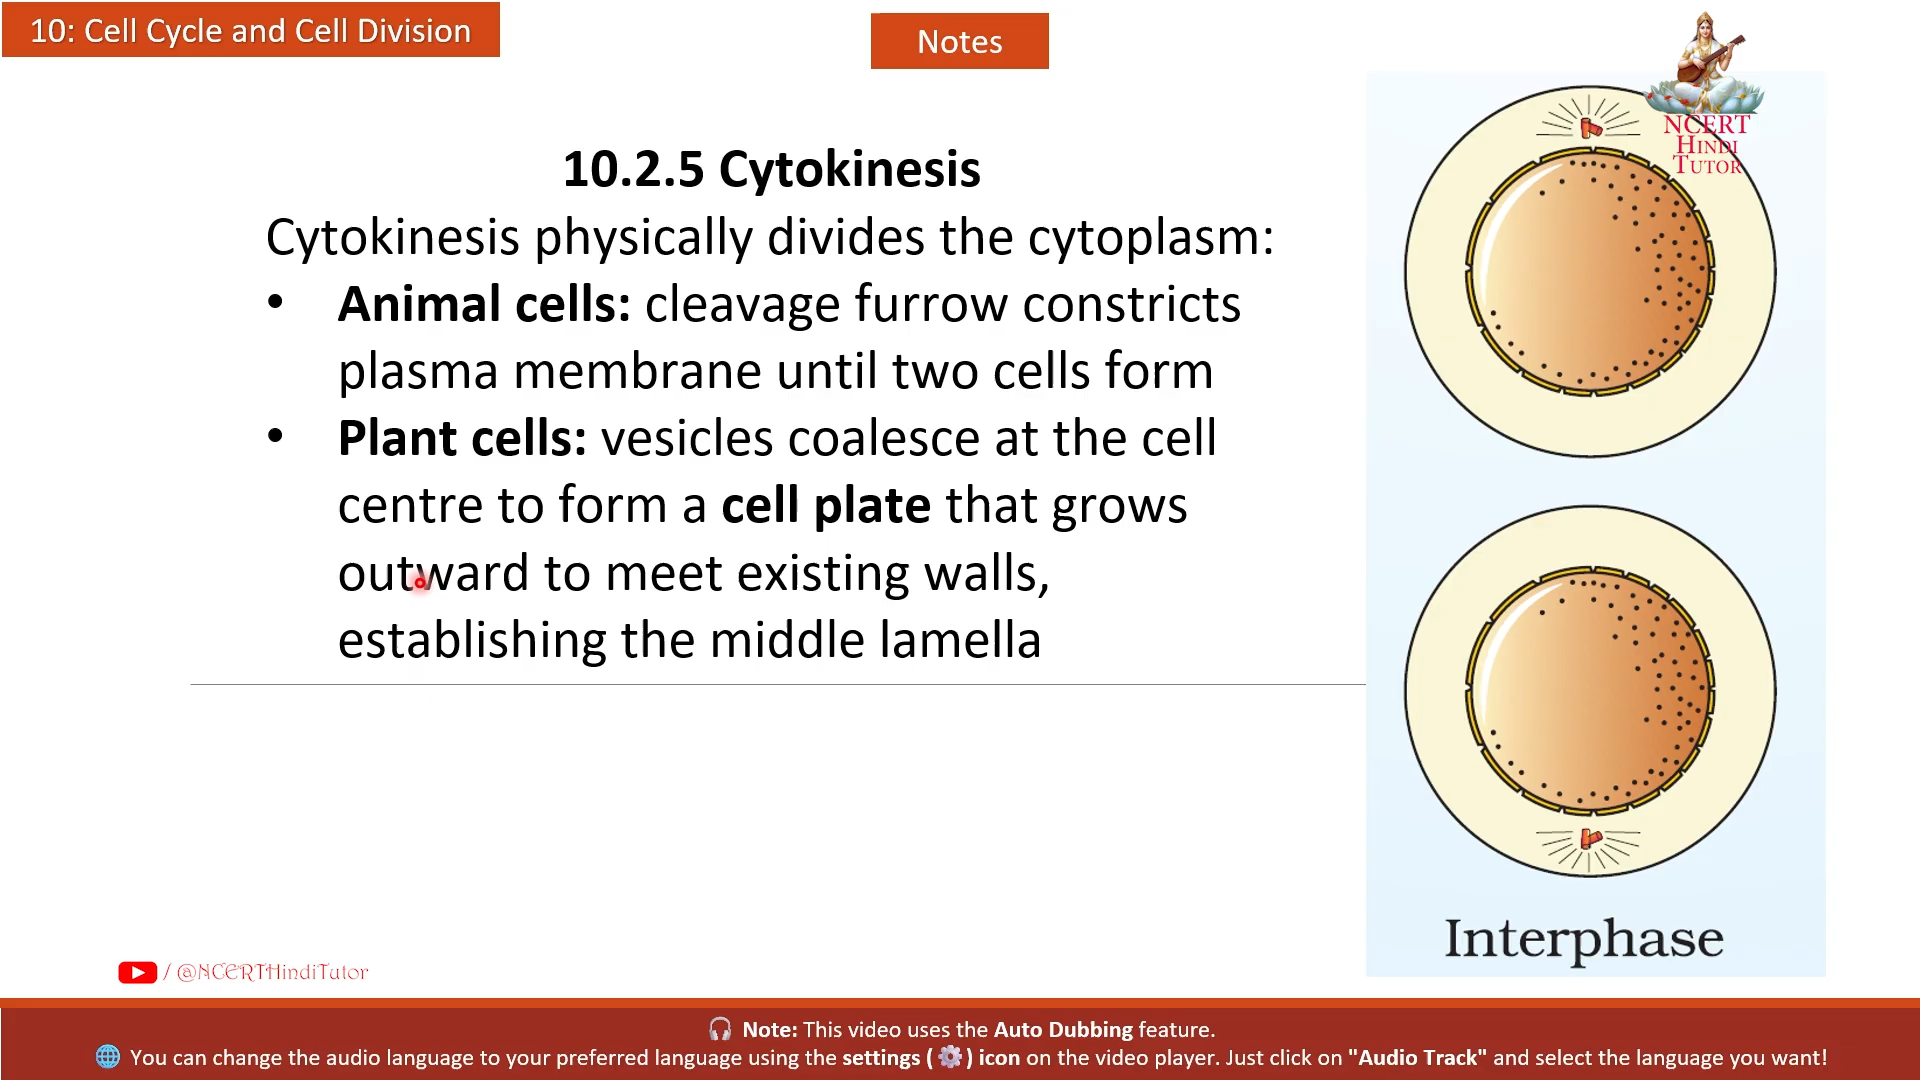 10: Cell Cycle and Cell Division
Notes
NCERT
HINDI
TUTOR
10.2.5 Cytokinesis
Cytokinesis physically divides the cytoplasm:
• Animal cells: cleavage furrow constricts
plasma membrane until two cells form
• Plant cells: vesicles coalesce at the cell
centre to form a cell plate that grows
outward to meet existing walls,
establishing the middle lamella
Interphase
/ @NCERTHindiTutor
Note: This video uses the Auto Dubbing feature.
You can change the audio language to your preferred language using the settings ( ⚙️ ) icon on the video player. Just click on "Audio Track" and select the language you want!